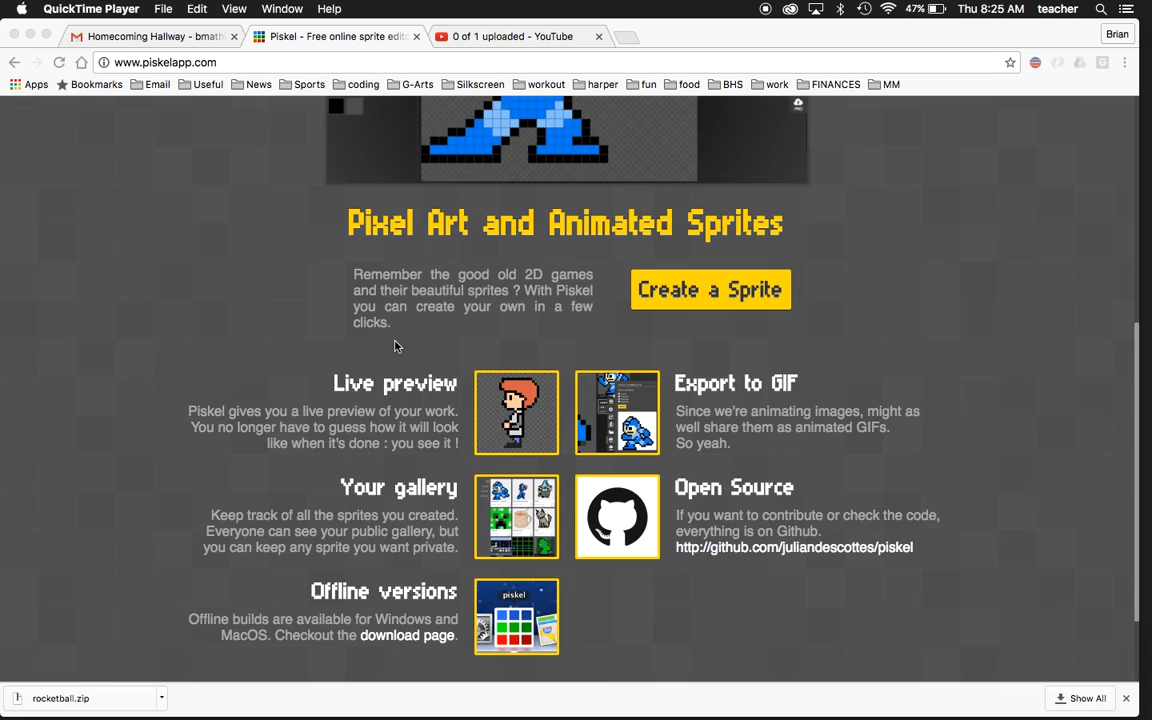 QuickTime Player File Edit View Window Help 47% Thu 8:25 AM teacher
Homecoming Hallway - bmath
Piskel - Free online sprite edit
0 of 1 uploaded - YouTube
Brian
www.piskelapp.com
Apps Bookmarks Email Useful News Sports coding G-Arts Silkscreen workout harper fun food BHS work FINANCES MM
Pixel Art and Animated Sprites
Remember the good old 2D games
and their beautiful sprites ? With Piskel
you can create your own in a few
clicks.
Create a Sprite
Live preview
Piskel gives you a live preview of your work.
You no longer have to guess how it will look
like when it's done : you see it !
Export to GIF
Since we're animating images, might as
well share them as animated GIFs.
So yeah.
Your gallery
Keep track of all the sprites you created.
Everyone can see your public gallery, but
you can keep any sprite you want private.
Open Source
If you want to contribute or check the code,
everything is on Github.
http://github.com/juliandescottes/piskel
Offline versions
Offline builds are available for Windows and
MacOS. Checkout the download page.
piskel
rocketball.zip
Show All